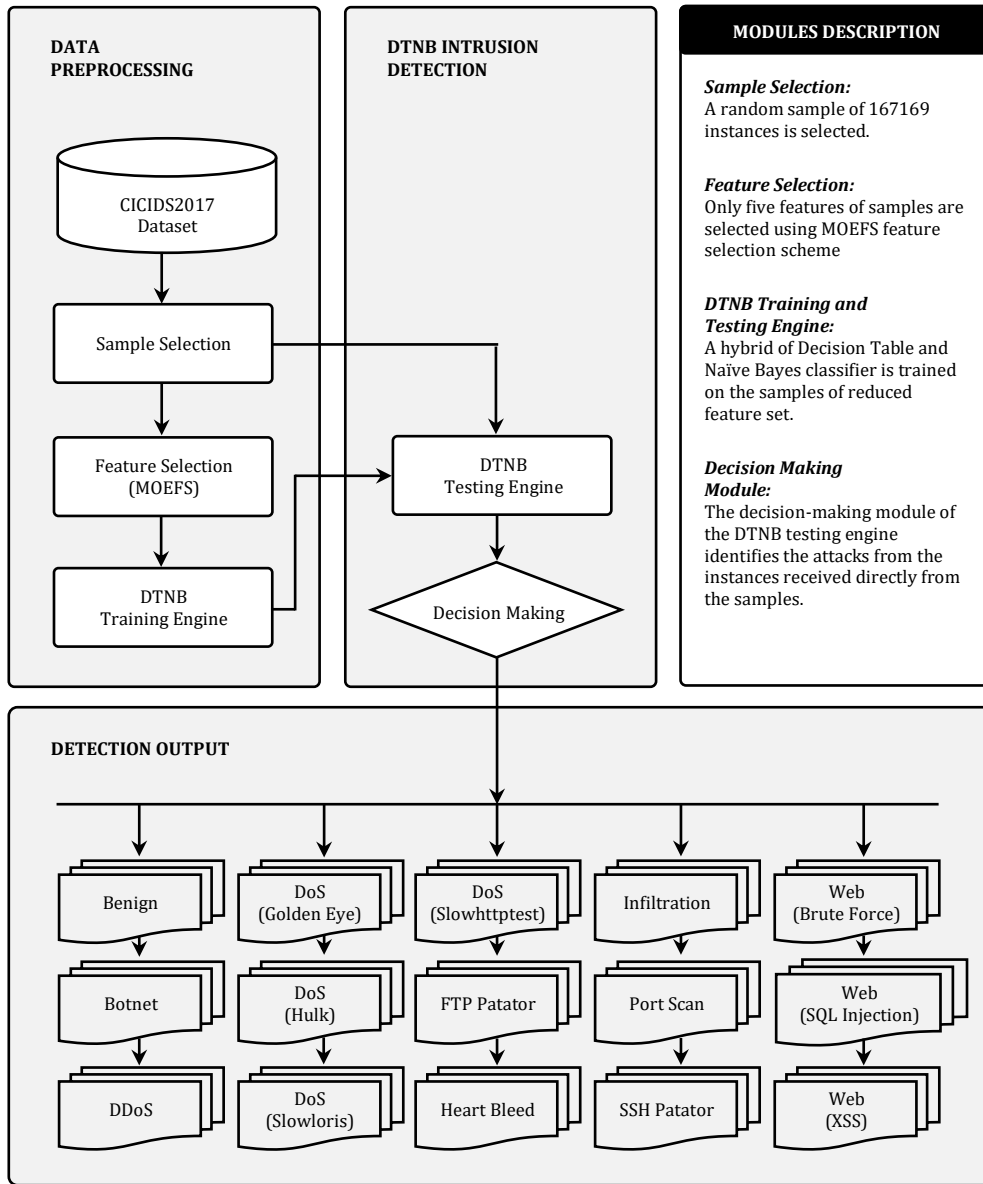 DATA
PREPROCESSING
CICIDS2017
Dataset
Sample Selection
Feature Selection
(MOEFS)
DTNB
Training Engine
DTNB INTRUSION
DETECTION
DTNB
Testing Engine
Decision Making
MODULES DESCRIPTION
Sample Selection:
A random sample of 167169
instances is selected.
Feature Selection:
Only five features of samples are
selected using MOEFS feature
selection scheme
DTNB Training and
Testing Engine:
A hybrid of Decision Table and
Naïve Bayes classifier is trained
on the samples of reduced
feature set.
Decision Making
Module:
The decision-making module of
the DTNB testing engine
identifies the attacks from the
instances received directly from
the samples.
DETECTION OUTPUT
Benign
Botnet
DDoS
DoS
(Golden Eye)
DoS
(Hulk)
DoS
(Slowloris)
DoS
(Slowhttptest)
FTP Patator
Heart Bleed
Infiltration
Port Scan
SSH Patator
Web
(Brute Force)
Web
(SQL Injection)
Web
(XSS)